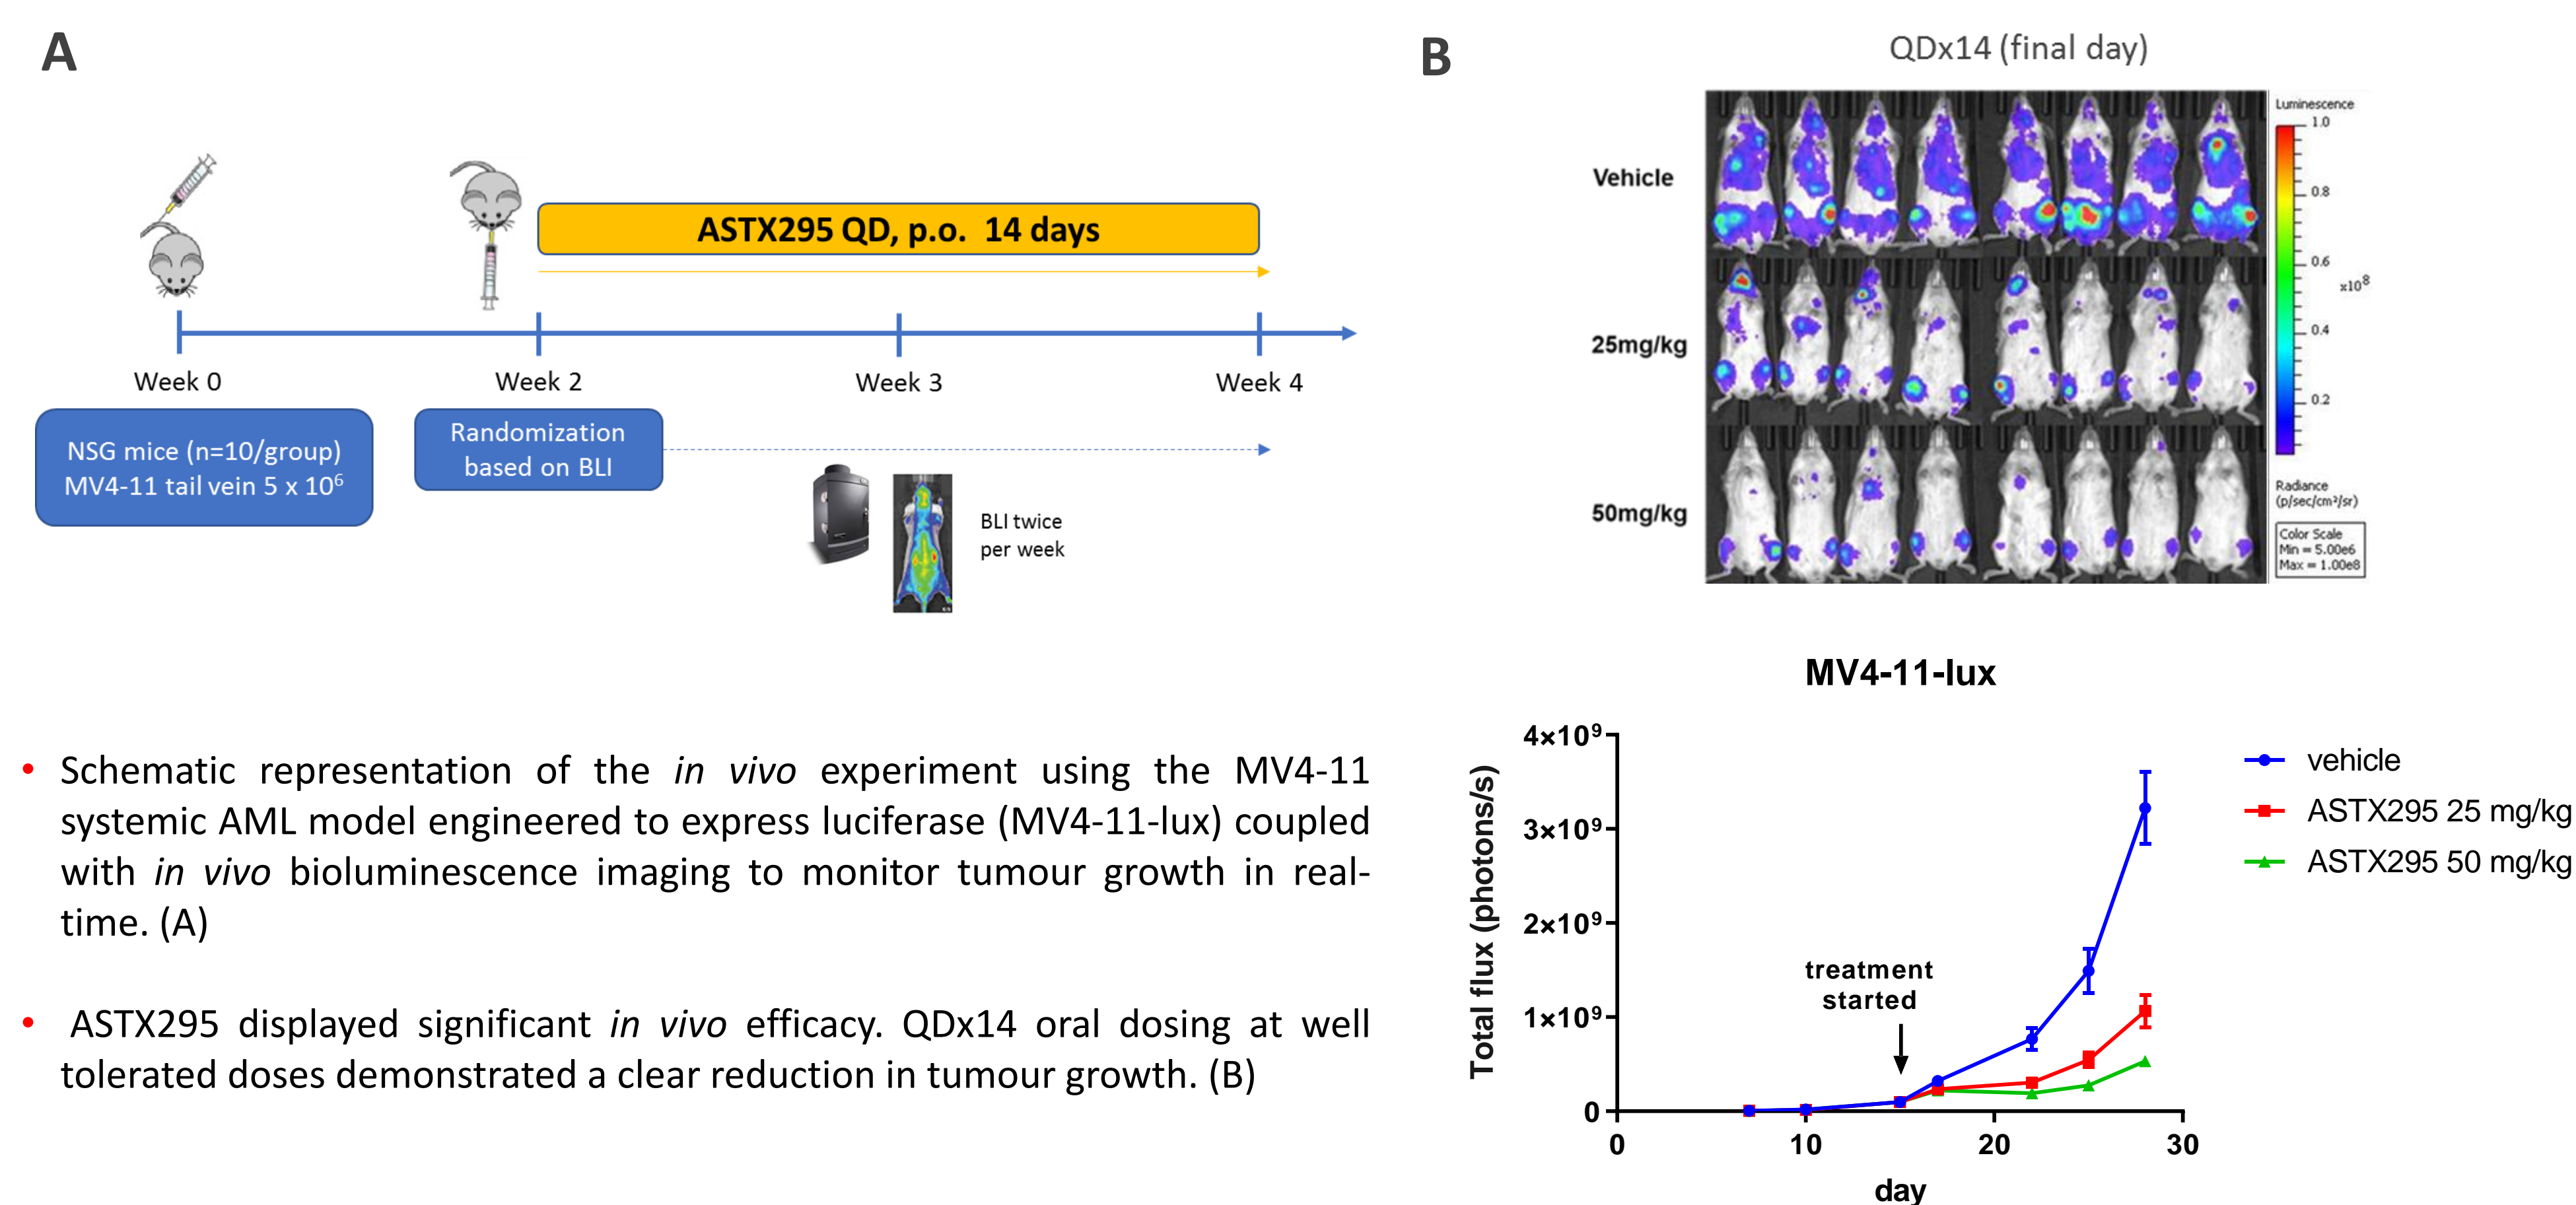 A
ASTX295 QD, p.o. 14 days
Week 0
Week 2
Week 3
Week 4
NSG mice (n=10/group)
MV4-11 tail vein 5 x 10⁶
Randomization
based on BLI
BLI twice
per week
• Schematic representation of the in vivo experiment using the MV4-11
systemic AML model engineered to express luciferase (MV4-11-lux) coupled
with in vivo bioluminescence imaging to monitor tumour growth in real-
time. (A)
• ASTX295 displayed significant in vivo efficacy. QDx14 oral dosing at well
tolerated doses demonstrated a clear reduction in tumour growth. (B)
B
QDx14 (final day)
Vehicle
25mg/kg
50mg/kg
Luminescence
1.0
0.8
0.6
x10⁸
0.4
0.2
Radiance
(p/sec/cm²/sr)
Color Scale
Min = 5.00e6
Max = 1.00e8
MV4-11-lux
Total flux (photons/s)
4×10⁹
3×10⁹
2×10⁹
1×10⁹
0
treatment
started
0
10
20
30
day
vehicle
ASTX295 25 mg/kg
ASTX295 50 mg/kg